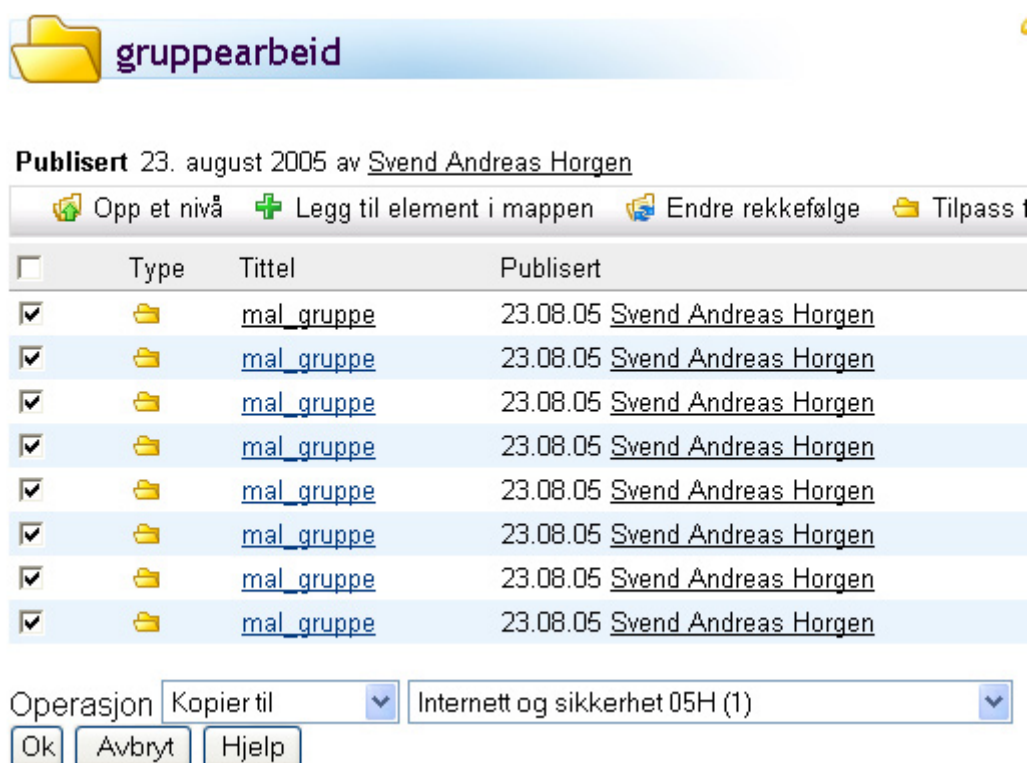 gruppearbeid
Publisert 23. august 2005 av Svend Andreas Horgen
Opp et nivå Legg til element i mappen Endre rekkefølge Tilpass
Type Tittel Publisert
mal_gruppe 23.08.05 Svend Andreas Horgen
mal_gruppe 23.08.05 Svend Andreas Horgen
mal_gruppe 23.08.05 Svend Andreas Horgen
mal_gruppe 23.08.05 Svend Andreas Horgen
mal_gruppe 23.08.05 Svend Andreas Horgen
mal_gruppe 23.08.05 Svend Andreas Horgen
mal_gruppe 23.08.05 Svend Andreas Horgen
mal_gruppe 23.08.05 Svend Andreas Horgen
Operasjon Kopier til Internett og sikkerhet 05H (1)
Ok Avbryt Hjelp